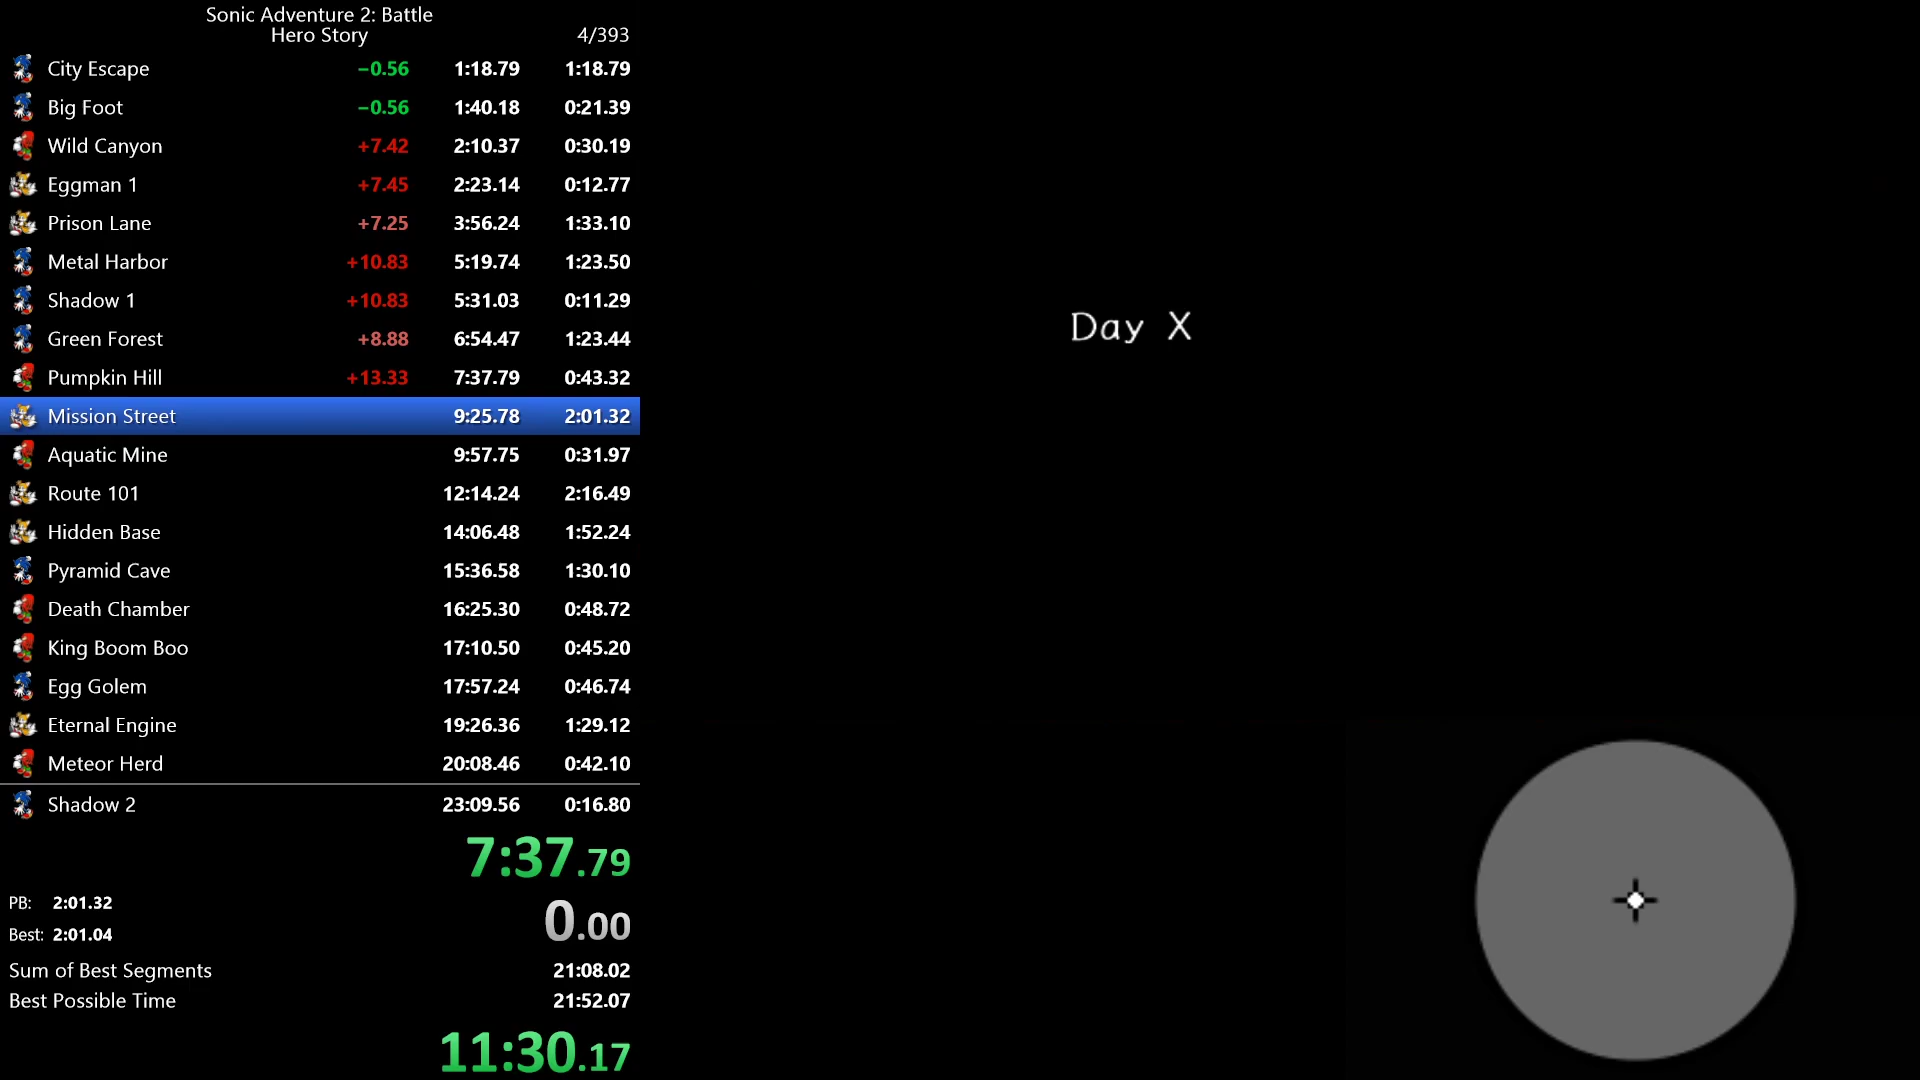 Sonic Adventure 2: Battle
Hero Story 4/393
City Escape −0.56 1:18.79 1:18.79
Big Foot −0.56 1:40.18 0:21.39
Wild Canyon +7.42 2:10.37 0:30.19
Eggman 1 +7.45 2:23.14 0:12.77
Prison Lane +7.25 3:56.24 1:33.10
Metal Harbor +10.83 5:19.74 1:23.50
Shadow 1 +10.83 5:31.03 0:11.29
Green Forest +8.88 6:54.47 1:23.44
Pumpkin Hill +13.33 7:37.79 0:43.32
Mission Street 9:25.78 2:01.32
Aquatic Mine 9:57.75 0:31.97
Route 101 12:14.24 2:16.49
Hidden Base 14:06.48 1:52.24
Pyramid Cave 15:36.58 1:30.10
Death Chamber 16:25.30 0:48.72
King Boom Boo 17:10.50 0:45.20
Egg Golem 17:57.24 0:46.74
Eternal Engine 19:26.36 1:29.12
Meteor Herd 20:08.46 0:42.10
Shadow 2 23:09.56 0:16.80
7:37.79
PB: 2:01.32
0.00
Best: 2:01.04
Sum of Best Segments 21:08.02
Best Possible Time 21:52.07
11:30.17
Day X